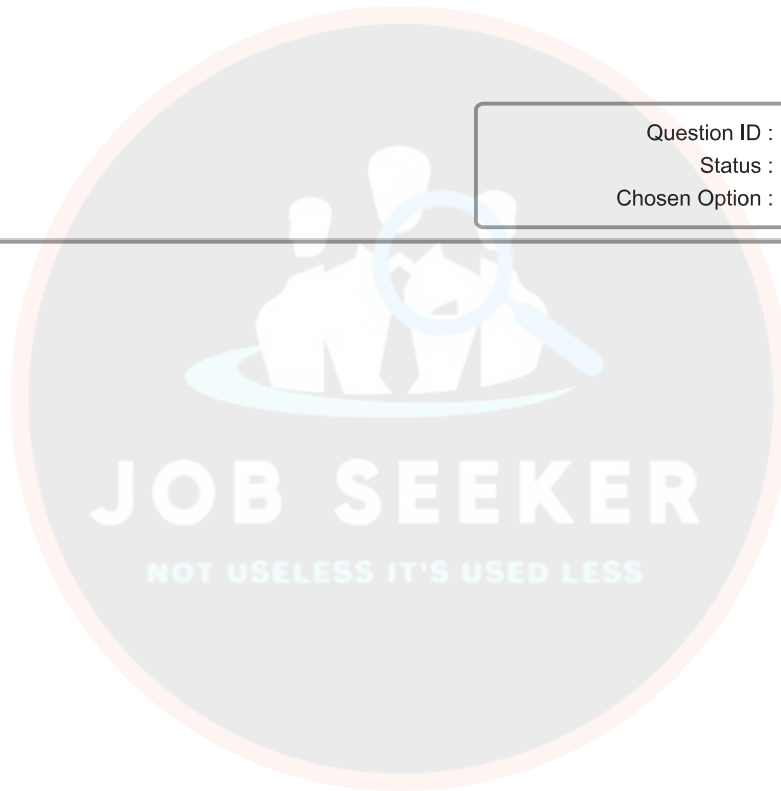 Question ID :
Status :
Chosen Option :
JOB SEEKER
NOT USELESS IT'S USED LESS